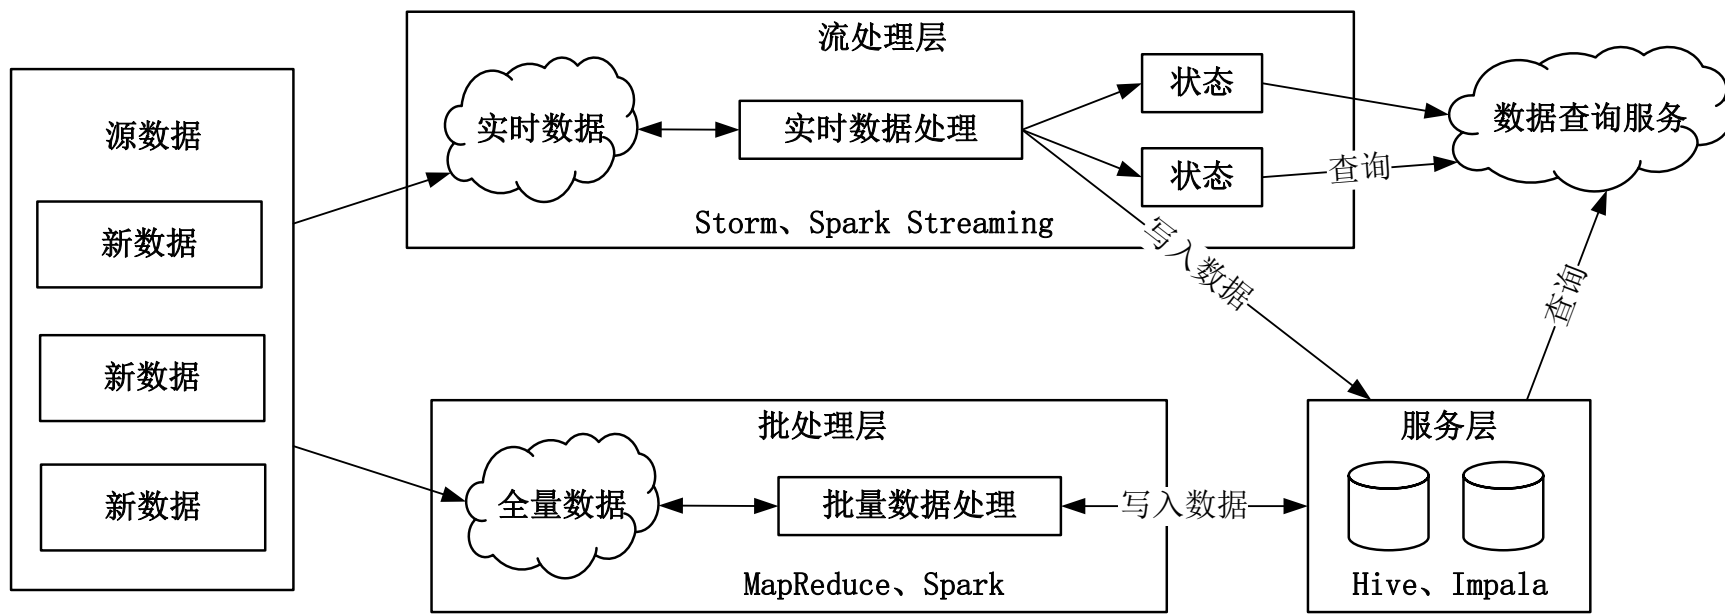 源数据
新数据
新数据
新数据
流处理层
实时数据
实时数据处理
状态
状态
Storm、Spark Streaming
数据查询服务
查询
写入数据
查询
批处理层
全量数据
批量数据处理
MapReduce、Spark
写入数据
服务层
Hive、Impala